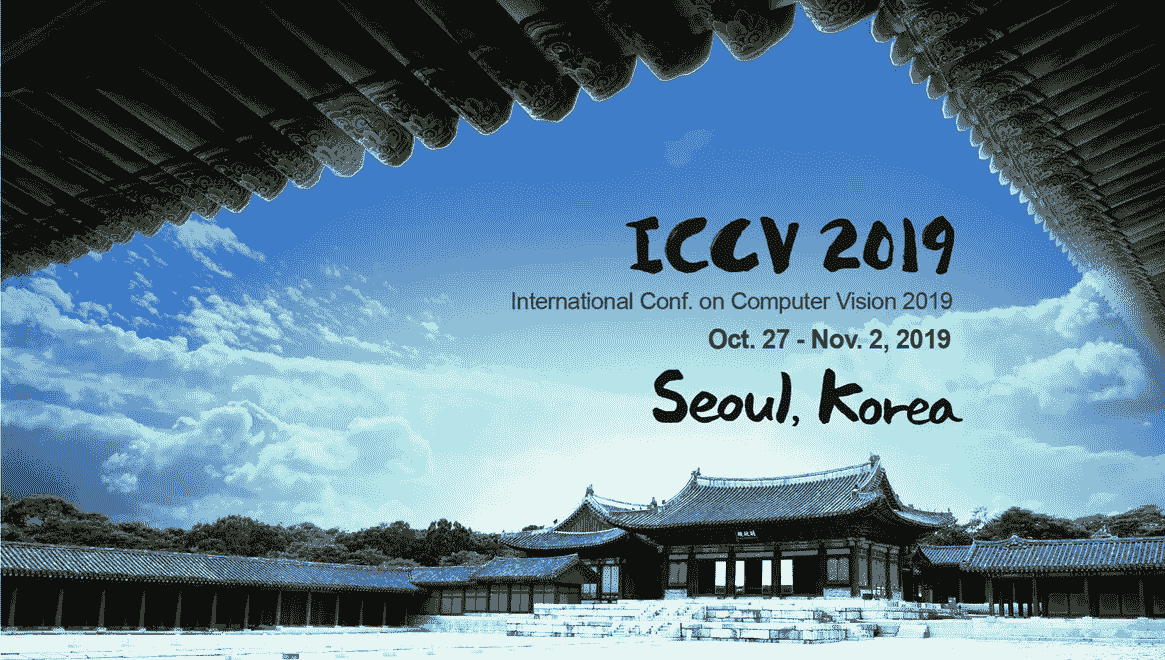 ICCV 2019
International Conf. on Computer Vision 2019
Oct. 27 - Nov. 2, 2019
Seoul, Korea